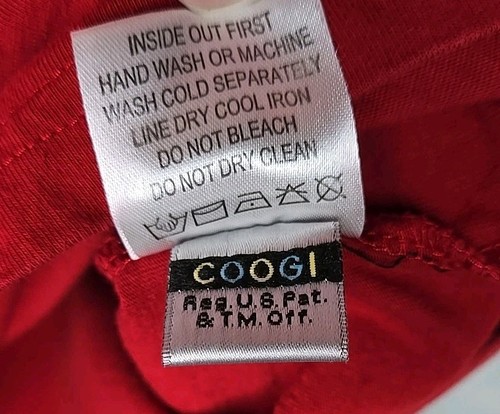 INSIDE OUT FIRST
HAND WASH OR MACHINE
WASH COLD SEPARATELY
LINE DRY COOL IRON
DO NOT BLEACH
DO NOT DRY CLEAN
COOGI
Reg.U.S.Pat.
& T.M.Off.